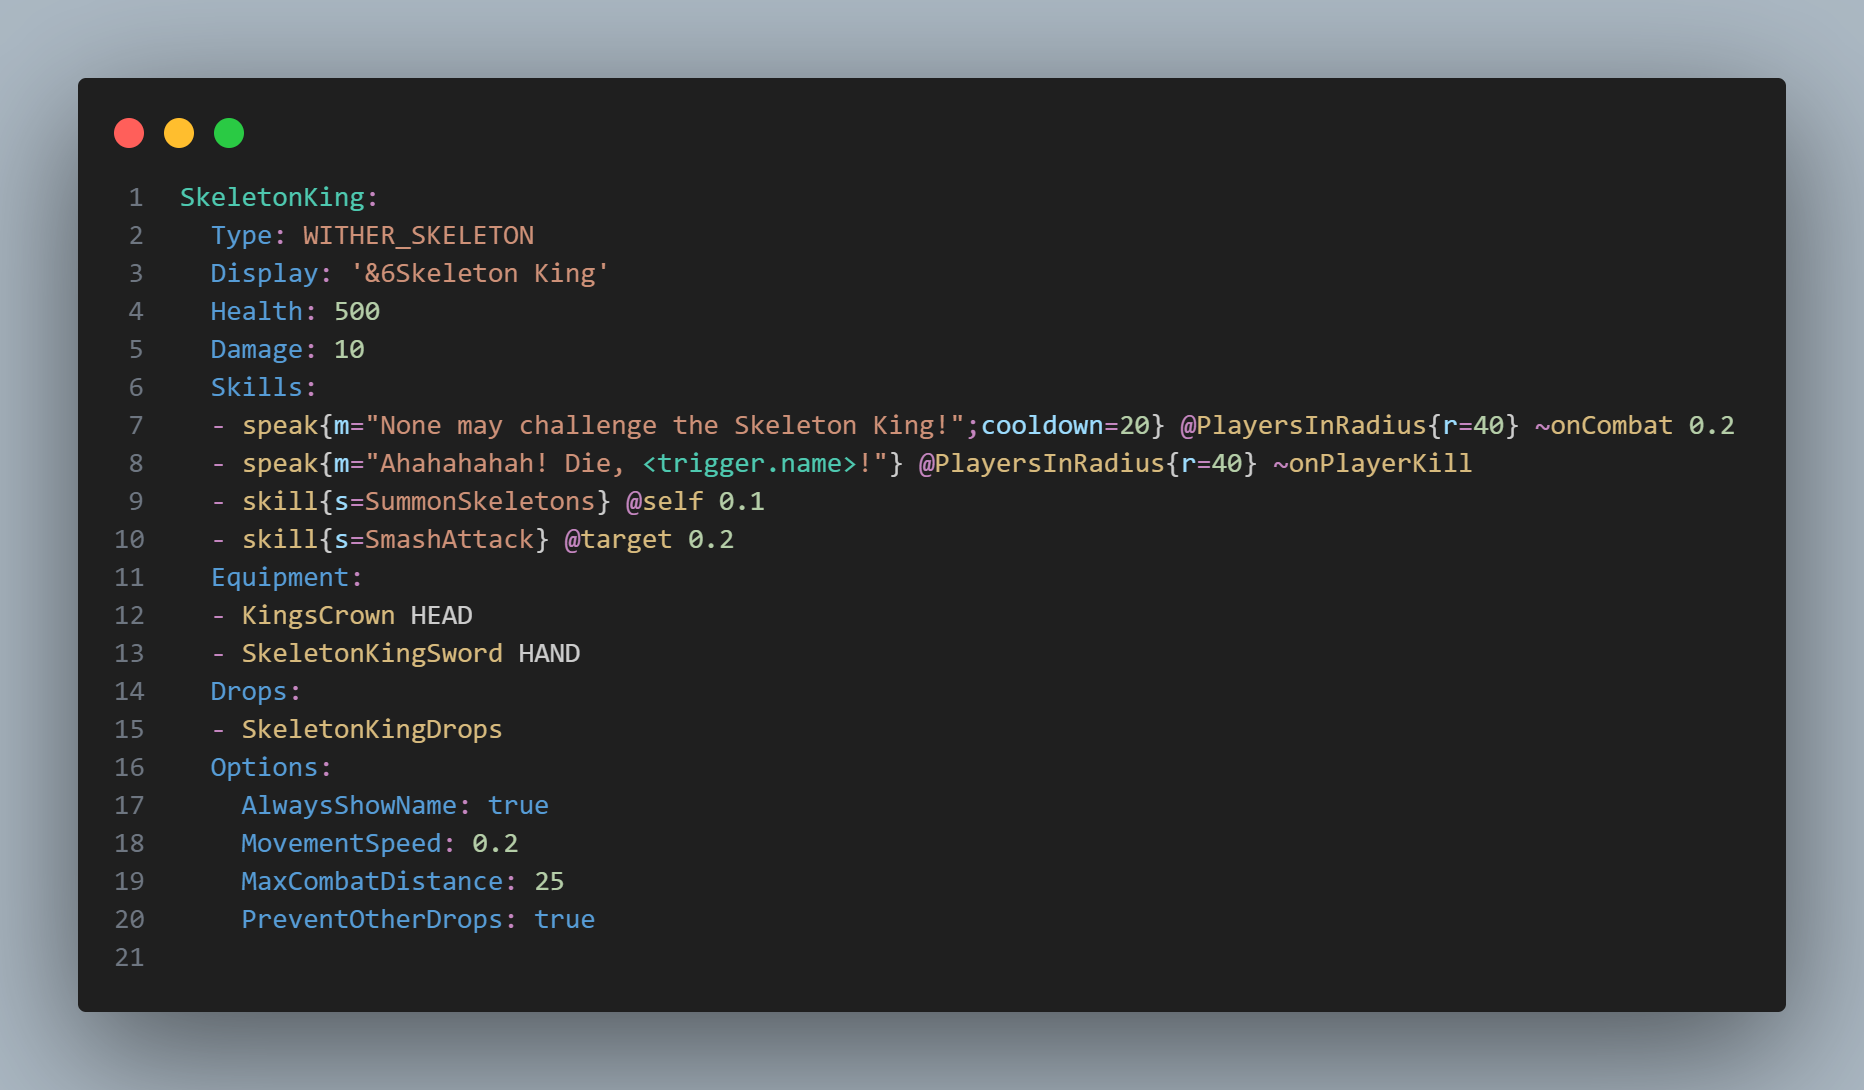 1 SkeletonKing:
2   Type: WITHER_SKELETON
3   Display: '&6Skeleton King'
4   Health: 500
5   Damage: 10
6   Skills:
7   - speak{m="None may challenge the Skeleton King!";cooldown=20} @PlayersInRadius{r=40} ~onCombat 0.2
8   - speak{m="Ahahahahah! Die, <trigger.name>!"} @PlayersInRadius{r=40} ~onPlayerKill
9   - skill{s=SummonSkeletons} @self 0.1
10   - skill{s=SmashAttack} @target 0.2
11   Equipment:
12   - KingsCrown HEAD
13   - SkeletonKingSword HAND
14   Drops:
15   - SkeletonKingDrops
16   Options:
17     AlwaysShowName: true
18     MovementSpeed: 0.2
19     MaxCombatDistance: 25
20     PreventOtherDrops: true
21